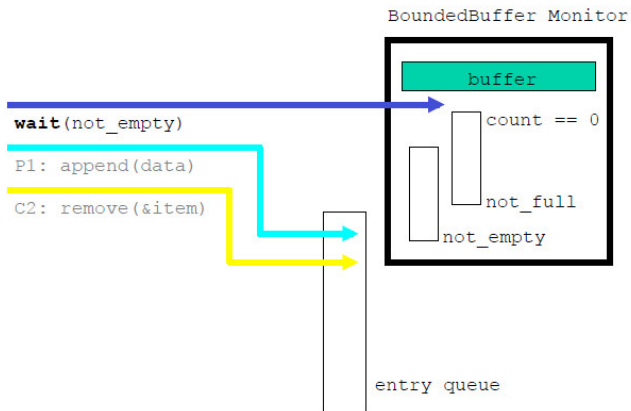 BoundedBuffer Monitor
buffer
wait(not_empty)
count == 0
P1: append(data)
C2: remove(&item)
not_full
not_empty
entry queue